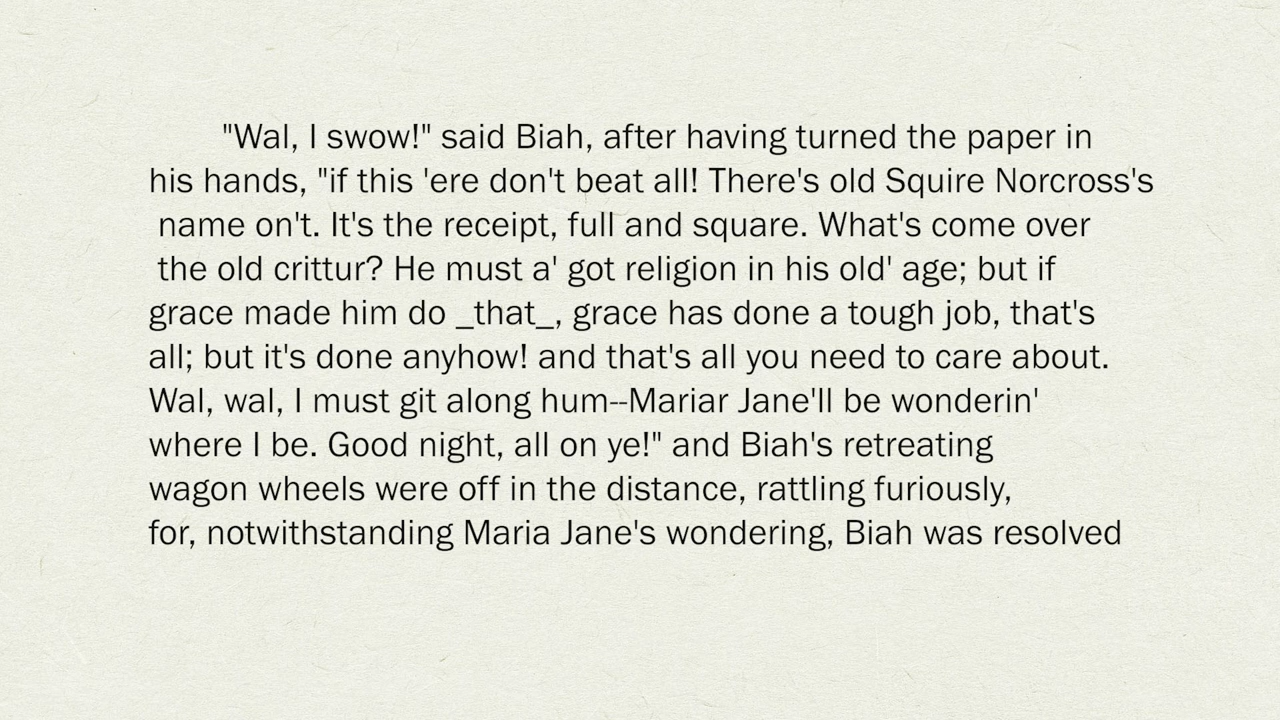 "Wal, I swow!" said Biah, after having turned the paper in
his hands, "if this 'ere don't beat all! There's old Squire Norcross's
name on't. It's the receipt, full and square. What's come over
the old crittur? He must a' got religion in his old' age; but if
grace made him do _that_, grace has done a tough job, that's
all; but it's done anyhow! and that's all you need to care about.
Wal, wal, I must git along hum--Mariar Jane'll be wonderin'
where I be. Good night, all on ye!" and Biah's retreating
wagon wheels were off in the distance, rattling furiously,
for, notwithstanding Maria Jane's wondering, Biah was resolved